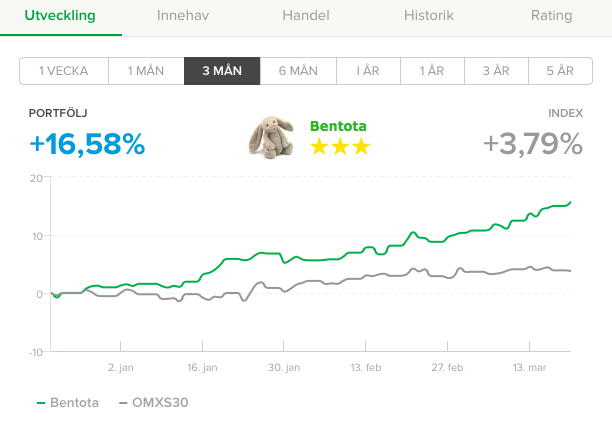 Utveckling Innehav Handel Historik Rating
1 VECKA 1 MÅN 3 MÅN 6 MÅN I ÅR 1 ÅR 3 ÅR 5 ÅR
PORTFÖLJ Bentota INDEX
+16,58% +3,79%
20
10
0
-10
2. jan 16. jan 30. jan 13. feb 27. feb 13. mar
Bentota OMXS30